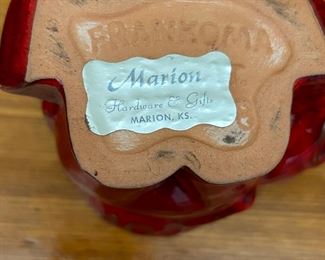 FRANKOMA
Marion
Hardware & Gifts
MARION, KS.